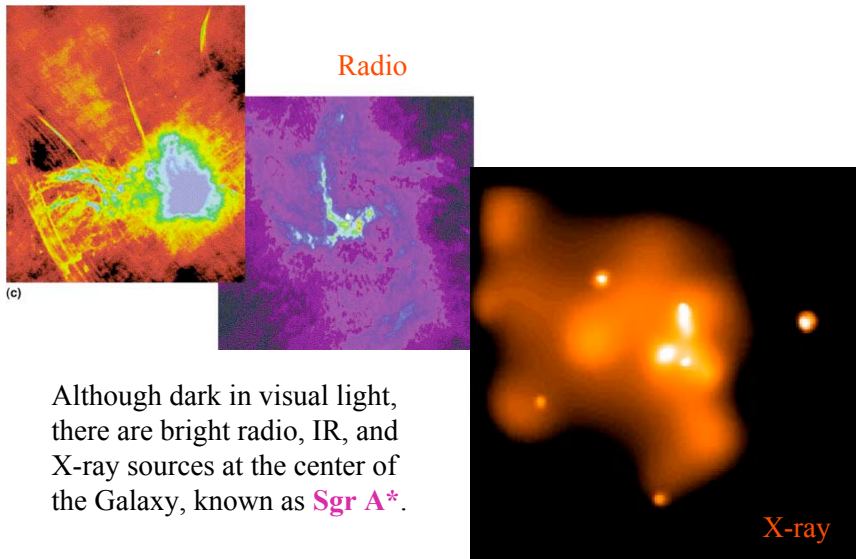 Radio
(c)
Although dark in visual light,
there are bright radio, IR, and
X-ray sources at the center of
the Galaxy, known as Sgr A*.
X-ray